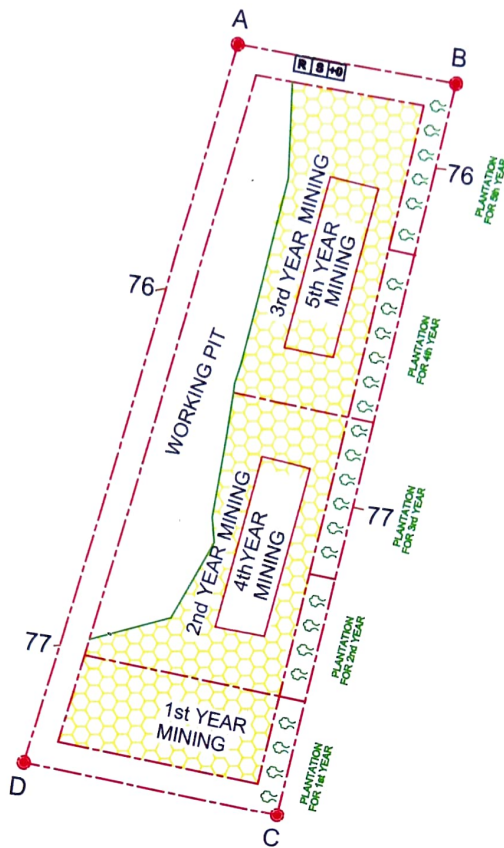 A
B
R S +0
76
PLANTATION
FOR 5th YEAR
3rd YEAR MINING
5th YEAR
MINING
76
PLANTATION
FOR 4th YEAR
WORKING PIT
2nd YEAR MINING
4th YEAR
MINING
77
PLANTATION
FOR 3rd YEAR
77
PLANTATION
FOR 2nd YEAR
1st YEAR
MINING
PLANTATION
FOR 1st YEAR
D
C